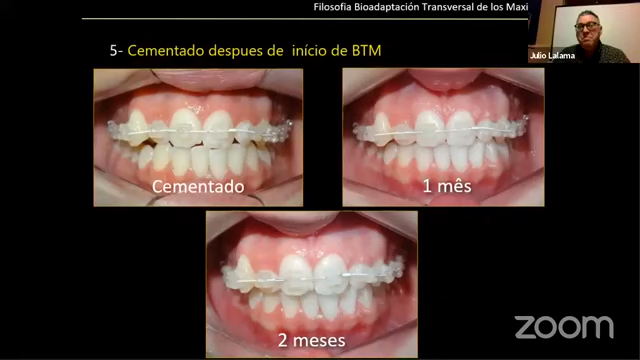 Filosofia Bioadaptación Transversal de los Maxi
5- Cementado despues de início de BTM
Julio Lalama
Cementado
1 mês
2 meses
zoom